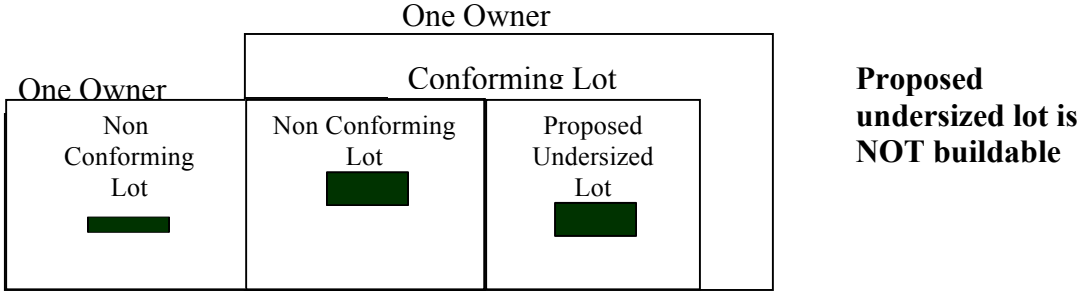 One Owner
One Owner
Conforming Lot
Non
Conforming
Lot
Non Conforming
Lot
Proposed
Undersized
Lot
Proposed
undersized lot is
NOT buildable